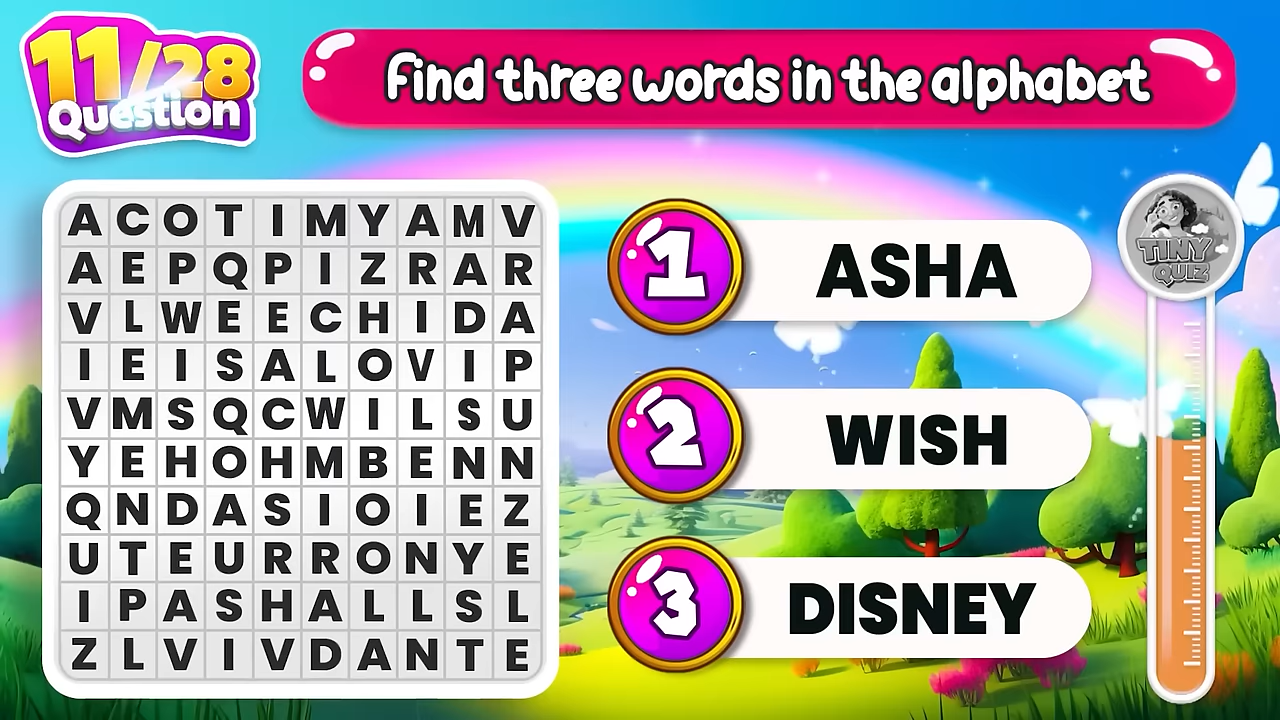 11/28
Question
Find three words in the alphabet
A C O T I M Y A M V
A E P Q P I Z R A R
V L W E E C H I D A
I E I S A L O V I P
V M S Q C W I L S U
Y E H O H M B E N N
Q N D A S I O I E Z
U T E U R R O N Y E
I P A S H A L L S L
Z L V I V D A N T E
1 ASHA
2 WISH
3 DISNEY
TINY
QUIZ